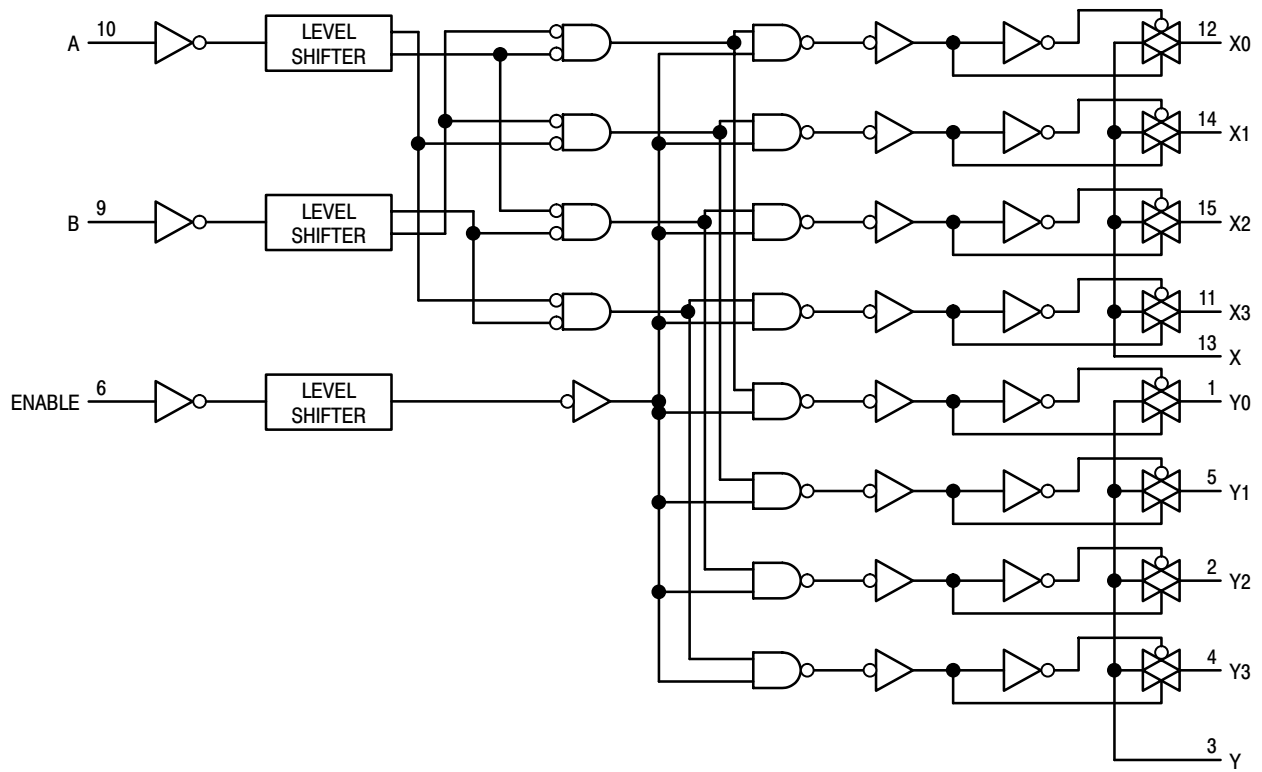 A 10
LEVEL
SHIFTER
12 X0
14 X1
B 9
LEVEL
SHIFTER
15 X2
11 X3
13 X
ENABLE 6
LEVEL
SHIFTER
1 Y0
5 Y1
2 Y2
4 Y3
3 Y